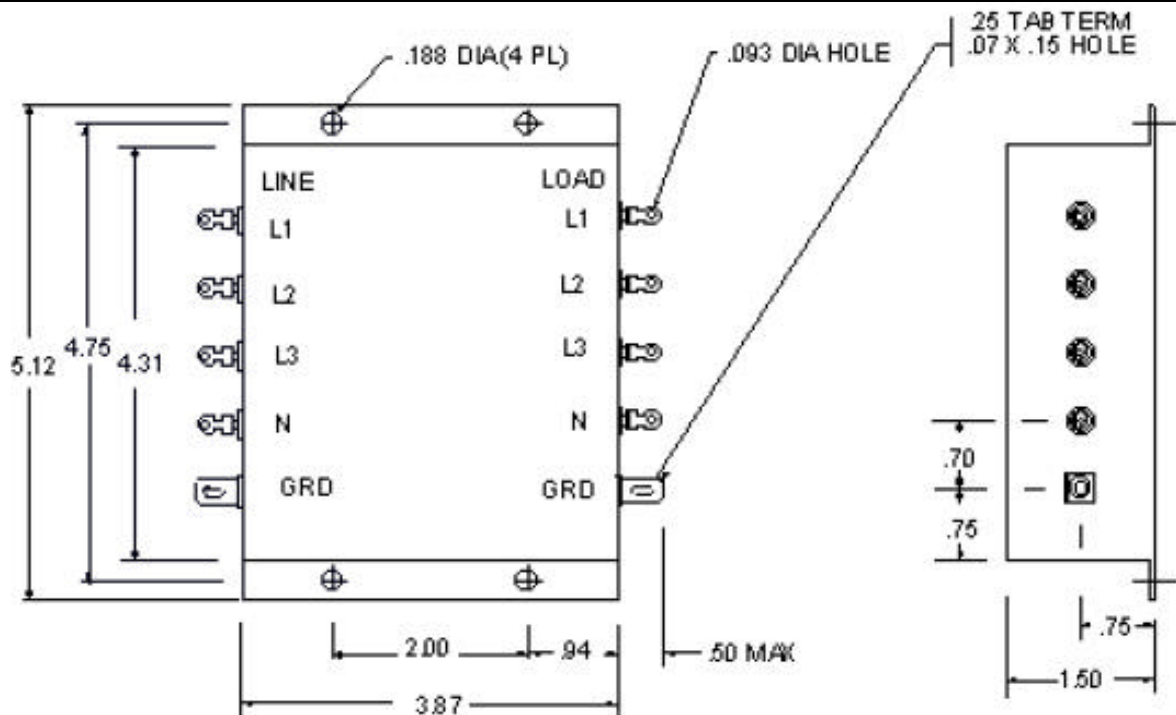 .25 TAB TERM
.07 X .15 HOLE
.188 DIA(4 PL)
.093 DIA HOLE
LINE
LOAD
L1
L1
L2
L2
L3
L3
N
N
GRD
GRD
5.12
4.75
4.31
.70
.75
2.00
.94
.50 MAX
.75
1.50
3.87